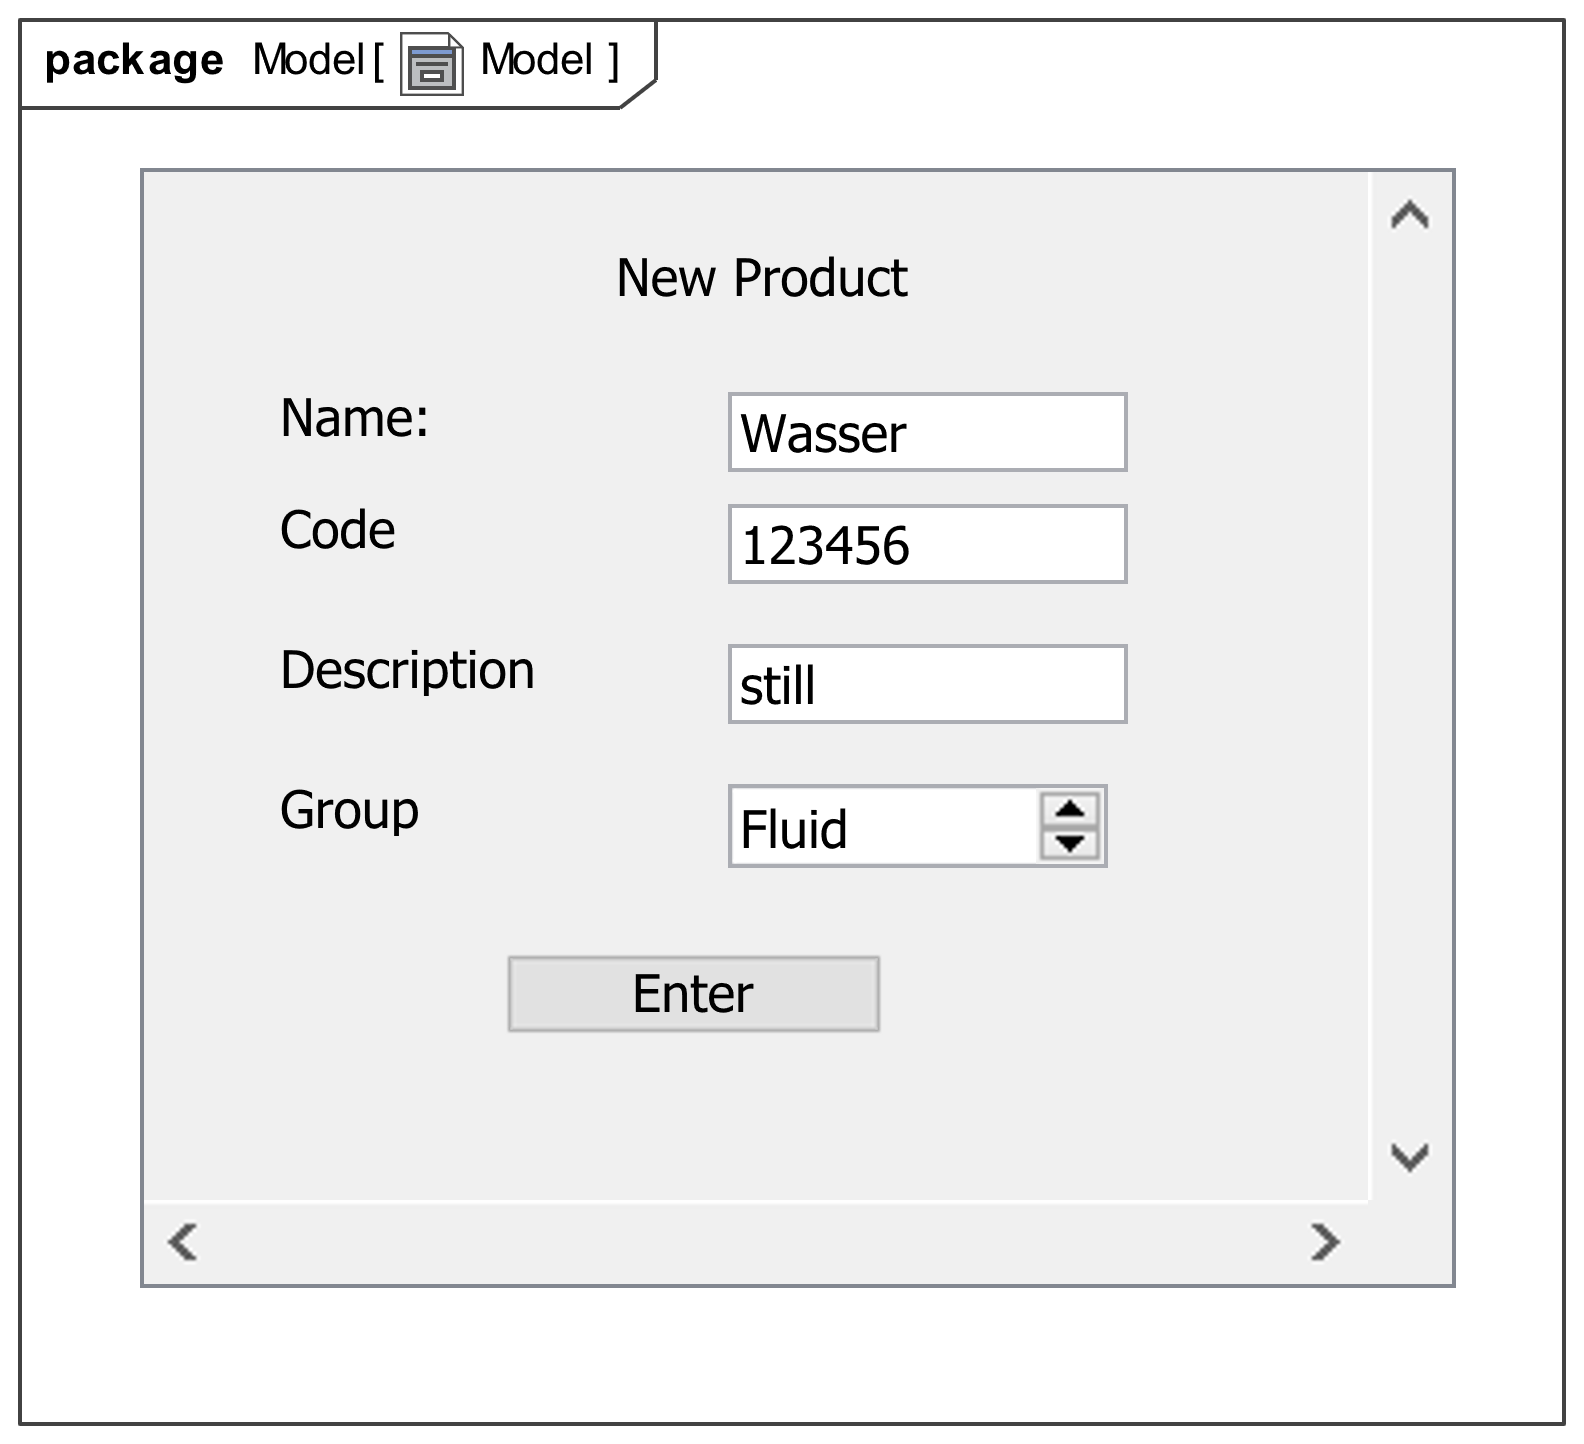 package Model[ Model ]
New Product
Name: Wasser
Code 123456
Description still
Group Fluid
Enter